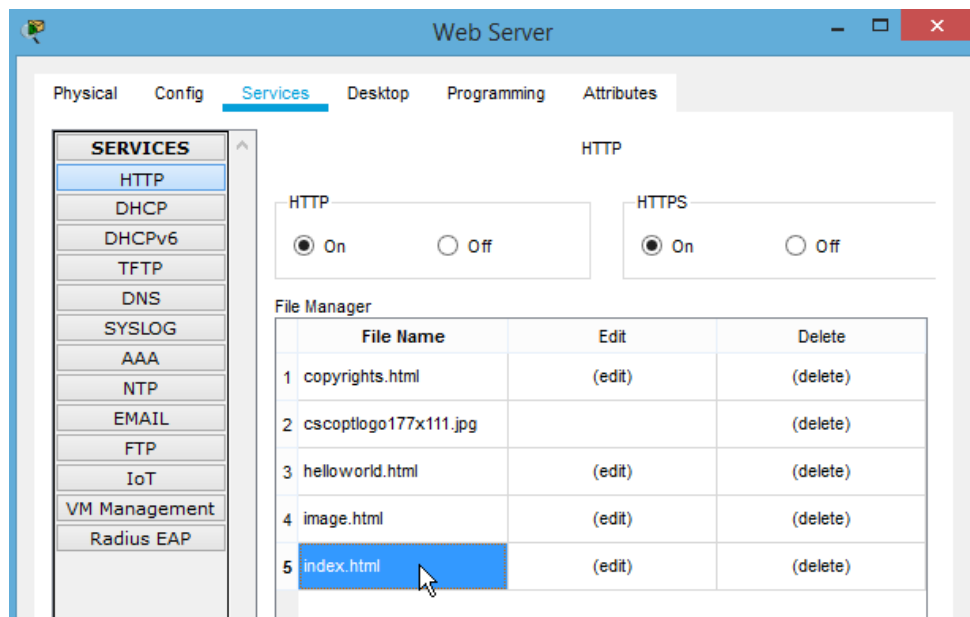 Web Server
Physical Config Services Desktop Programming Attributes
SERVICES
HTTP
DHCP
DHCPv6
TFTP
DNS
SYSLOG
AAA
NTP
EMAIL
FTP
IoT
VM Management
Radius EAP
HTTP
HTTP
On Off
HTTPS
On Off
File Manager
File Name Edit Delete
1 copyrights.html (edit) (delete)
2 cscoptlogo177x111.jpg (delete)
3 helloworld.html (edit) (delete)
4 image.html (edit) (delete)
5 index.html (edit) (delete)